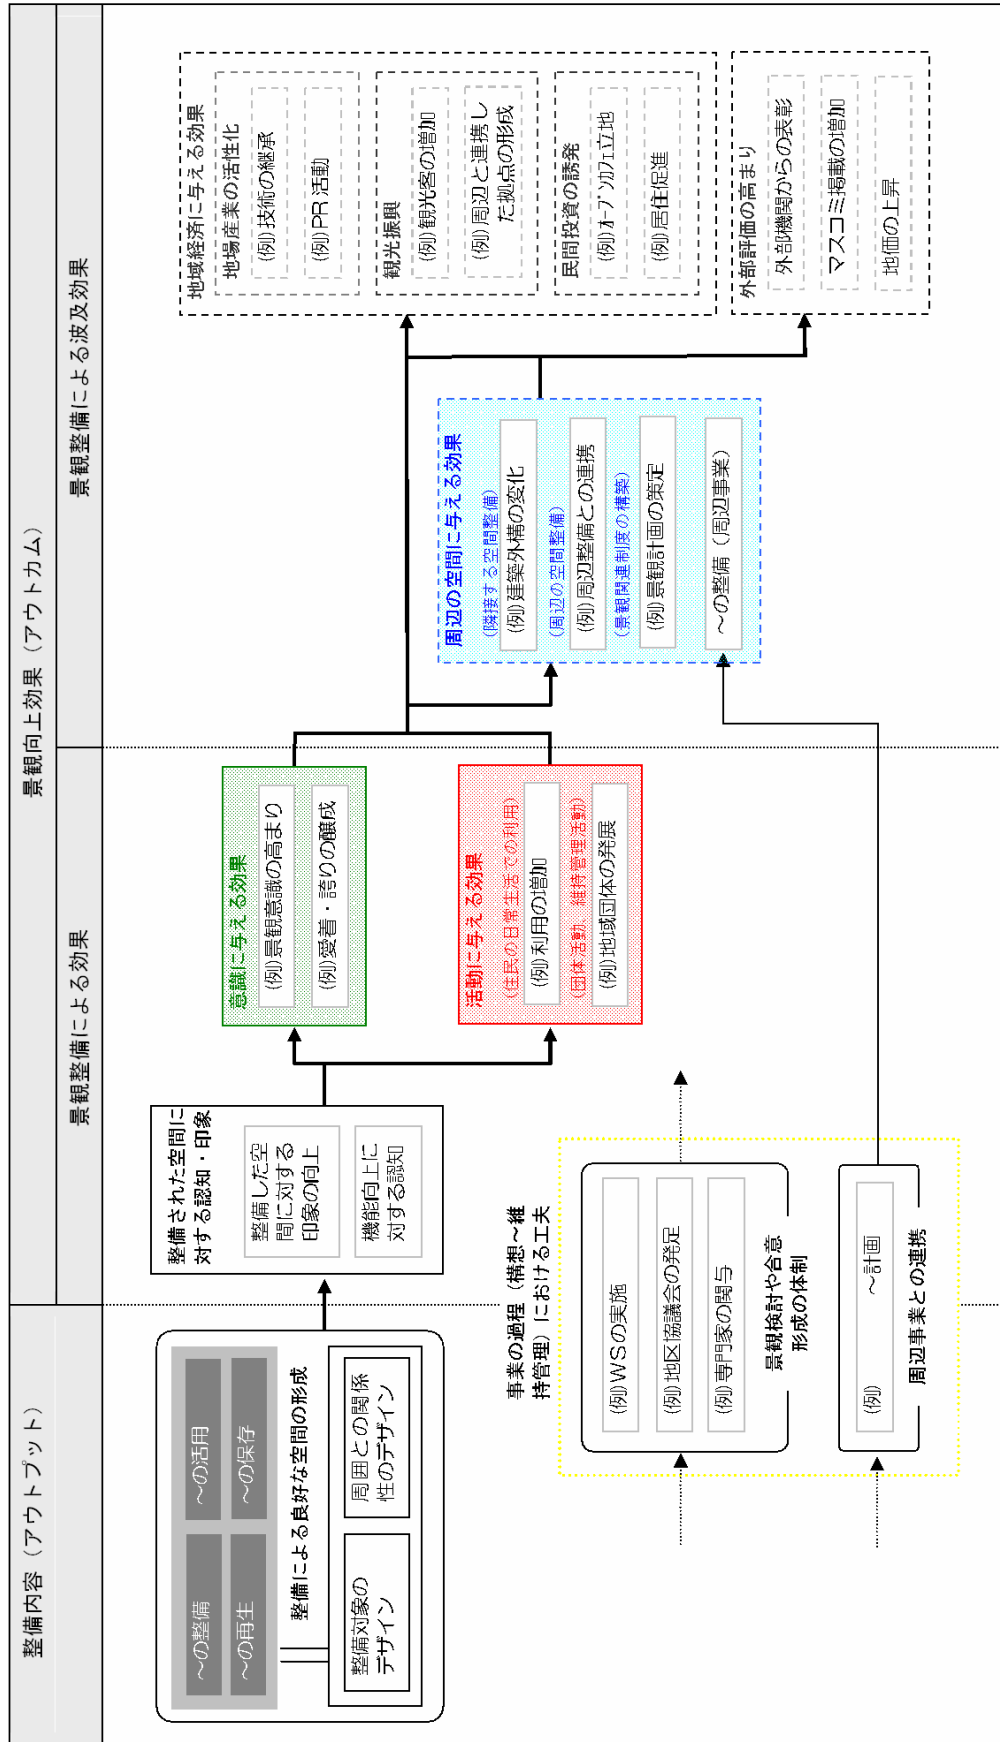 整備内容（アウトプット）
景観向上効果（アウトカム）
景観整備による効果
景観整備による波及効果
～の整備
～の活用
～の再生
～の保存
整備による良好な空間の形成
整備対象の
デザイン
周囲との関係
性のデザイン
整備された空間に
対する認知・印象
整備した空
間に対する
印象の向上
機能向上に
対する認知
意識に与える効果
(例)景観意識の高まり
(例)愛着・誇りの醸成
活動に与える効果
（住民の日常生活での利用）
(例)利用の増加
（団体活動、維持管理活動）
(例)地域団体の発展
周辺の空間に与える効果
（隣接する空間整備）
(例)建築外構の変化
（周辺の空間整備）
(例)周辺整備との連携
（景観関連制度の構築）
(例)景観計画の策定
～の整備（周辺事業）
地域経済に与える効果
地場産業の活性化
(例)技術の継承
(例)PR活動
観光振興
(例)観光客の増加
(例)周辺と連携し
た拠点の形成
民間投資の誘発
(例)ｵｰﾌﾟﾝｶﾌｪ立地
(例)居住促進
外部評価の高まり
外部機関からの表彰
マスコミ掲載の増加
地価の上昇
事業の過程（構想～維
持管理）における工夫
(例)WSの実施
(例)地区協議会の発足
(例)専門家の関与
景観検討や合意
形成の体制
(例)　～計画
周辺事業との連携